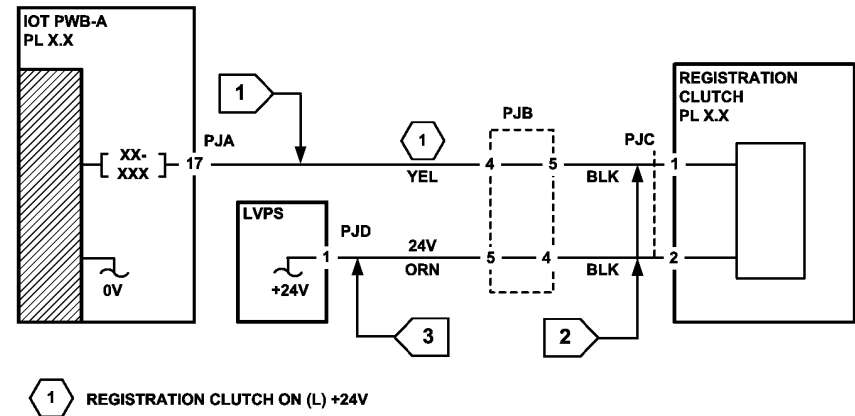 IOT PWB-A
PL X.X
REGISTRATION
CLUTCH
PL X.X
1
PJB
PJA
1
PJC
XX-
XXX
17
4
5
1
YEL
BLK
LVPS
PJD
24V
1
5
4
2
ORN
BLK
0V
+24V
3
2
1 REGISTRATION CLUTCH ON (L) +24V